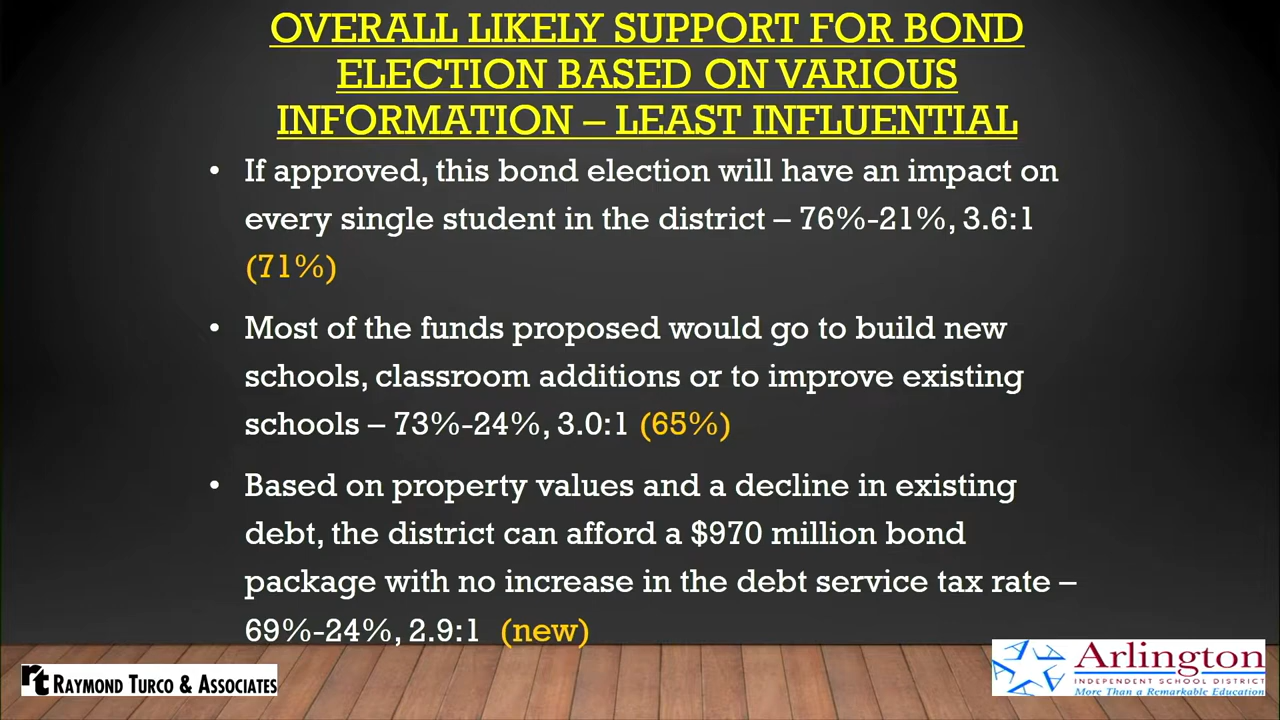 OVERALL LIKELY SUPPORT FOR BOND
ELECTION BASED ON VARIOUS
INFORMATION – LEAST INFLUENTIAL
• If approved, this bond election will have an impact on
every single student in the district – 76%-21%, 3.6:1
(71%)
• Most of the funds proposed would go to build new
schools, classroom additions or to improve existing
schools – 73%-24%, 3.0:1 (65%)
• Based on property values and a decline in existing
debt, the district can afford a $970 million bond
package with no increase in the debt service tax rate –
69%-24%, 2.9:1 (new)
rt RAYMOND TURCO & ASSOCIATES
Arlington
INDEPENDENT SCHOOL DISTRICT
More Than a Remarkable Education